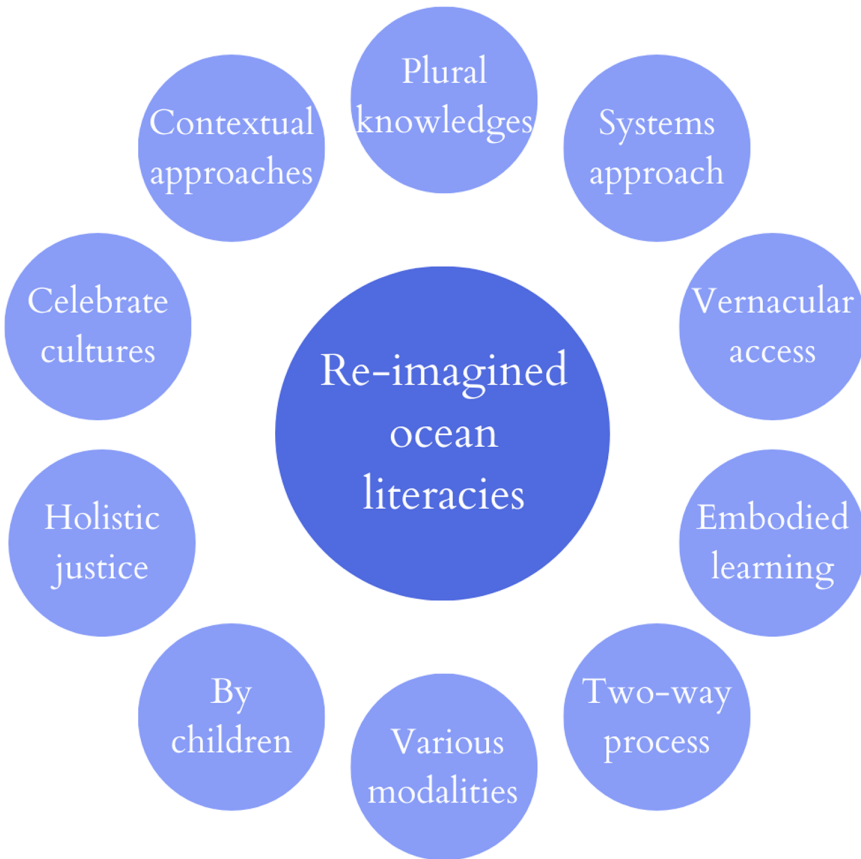 Plural
knowledges
Systems
approach
Vernacular
access
Embodied
learning
Two-way
process
Various
modalities
By
children
Holistic
justice
Celebrate
cultures
Contextual
approaches
Re-imagined
ocean
literacies